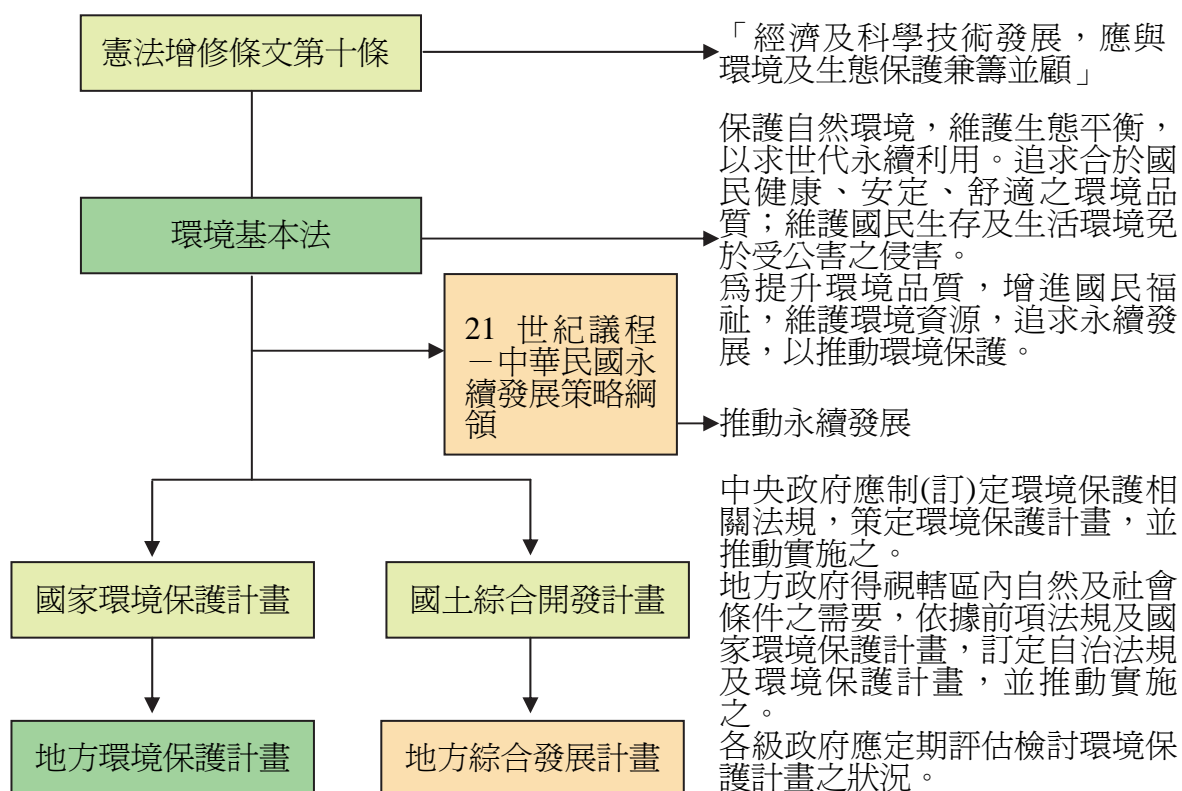 憲法增修條文第十條
「經濟及科學技術發展，應與
環境及生態保護兼籌並顧」
環境基本法
保護自然環境，維護生態平衡，
以求世代永續利用。追求合於國
民健康、安定、舒適之環境品
質；維護國民生存及生活環境免
於受公害之侵害。
為提升環境品質，增進國民福
祉，維護環境資源，追求永續發
展，以推動環境保護。
21 世紀議程
－中華民國永
續發展策略綱
領
推動永續發展
國家環境保護計畫
國土綜合開發計畫
地方環境保護計畫
地方綜合發展計畫
中央政府應制(訂)定環境保護相
關法規，策定環境保護計畫，並
推動實施之。
地方政府得視轄區內自然及社會
條件之需要，依據前項法規及國
家環境保護計畫，訂定自治法規
及環境保護計畫，並推動實施
之。
各級政府應定期評估檢討環境保
護計畫之狀況。